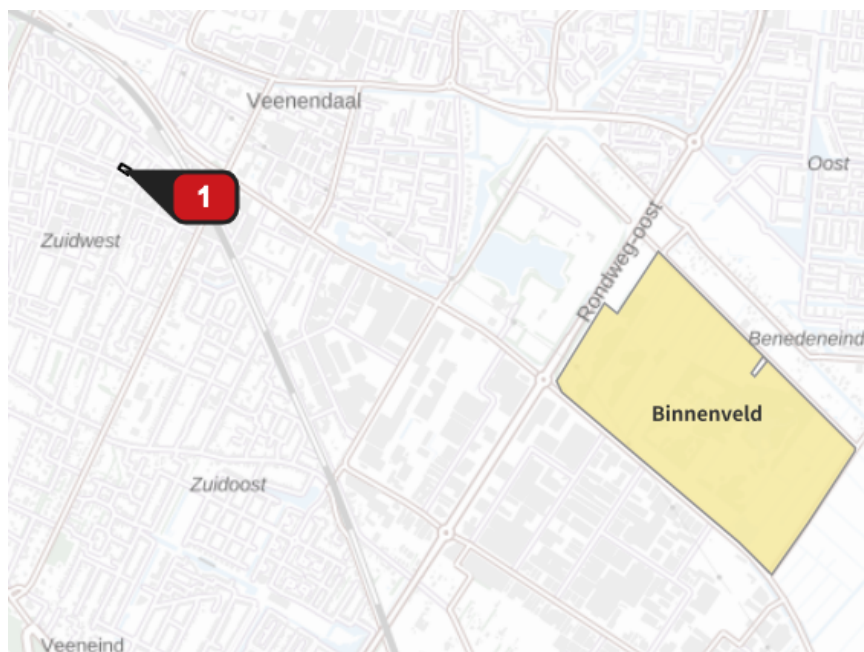 Veenendaal
Oost
1
Zuidwest
Rondweg-oost
Benedeneind
Binnenveld
Zuidoost
Veeneind